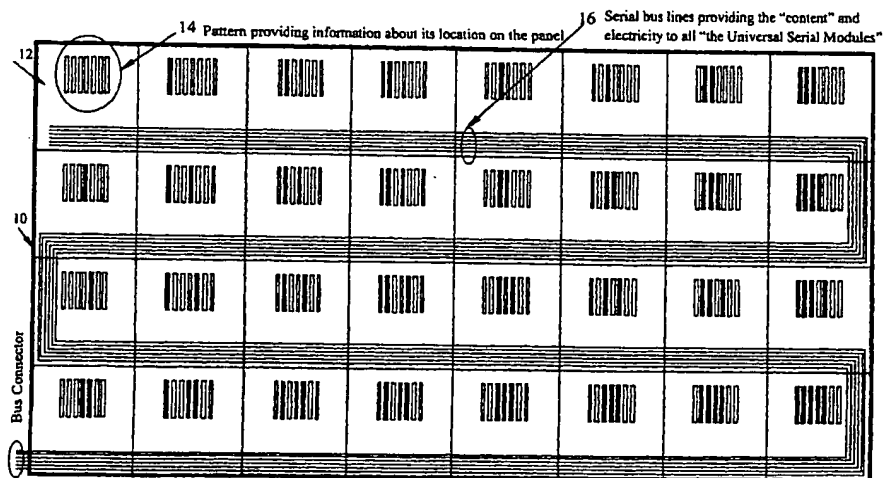 14 Pattern providing information about its location on the panel
16 Serial bus lines providing the "content" and
electricity to all "the Universal Serial Modules"
12
10
Bus Connector